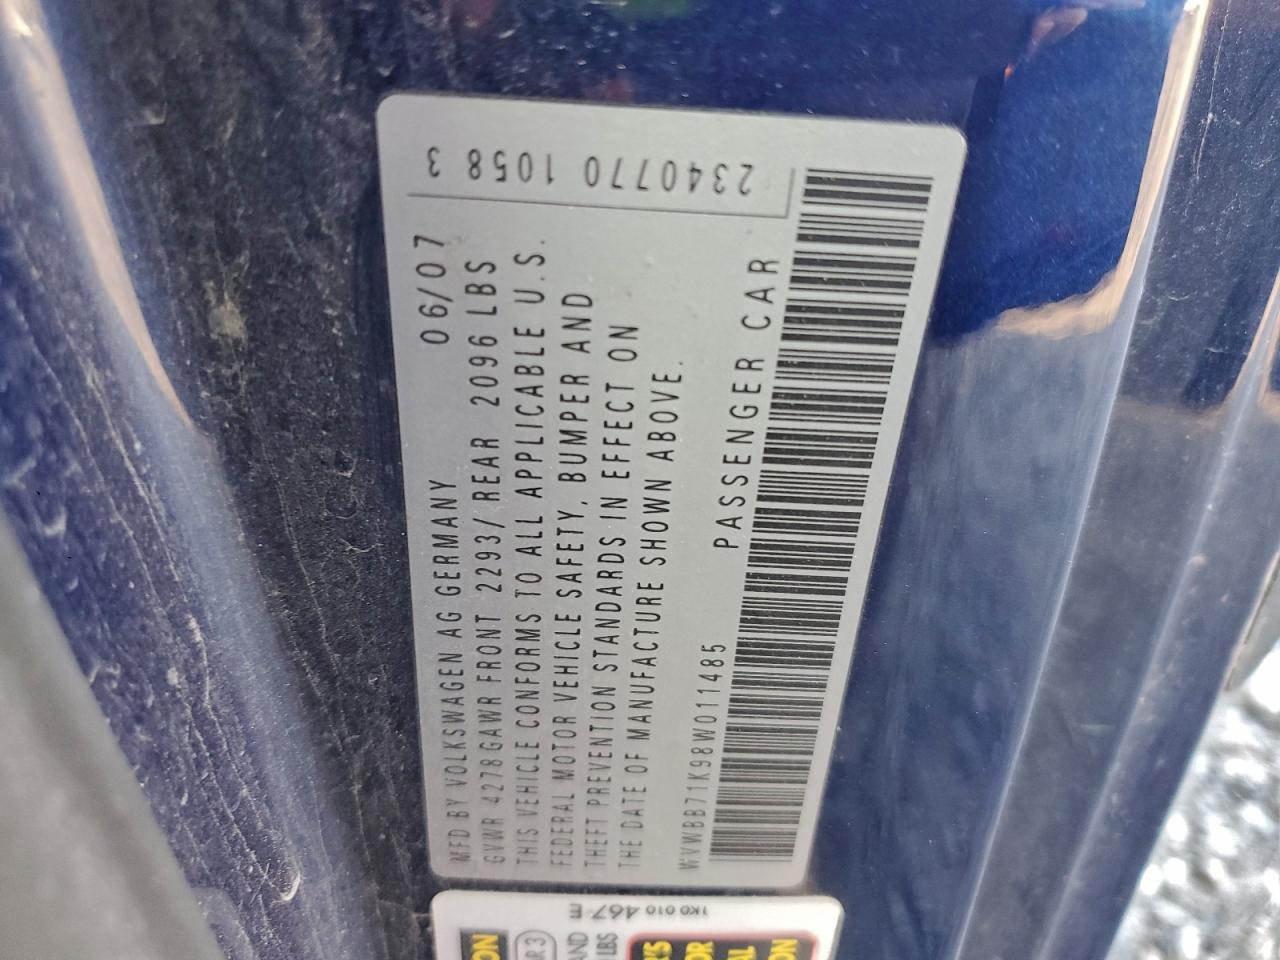 MFD BY VOLKSWAGEN AG GERMANY 06/07
GVWR 4278GAWR FRONT 2293/REAR 2096 LBS
THIS VEHICLE CONFORMS TO ALL APPLICABLE U.S.
FEDERAL MOTOR VEHICLE SAFETY, BUMPER AND
THEFT PREVENTION STANDARDS IN EFFECT ON
THE DATE OF MANUFACTURE SHOWN ABOVE.
WVWBB71K98W011485 PASSENGER CAR
2340770 1058 3
1K0 010 467 E